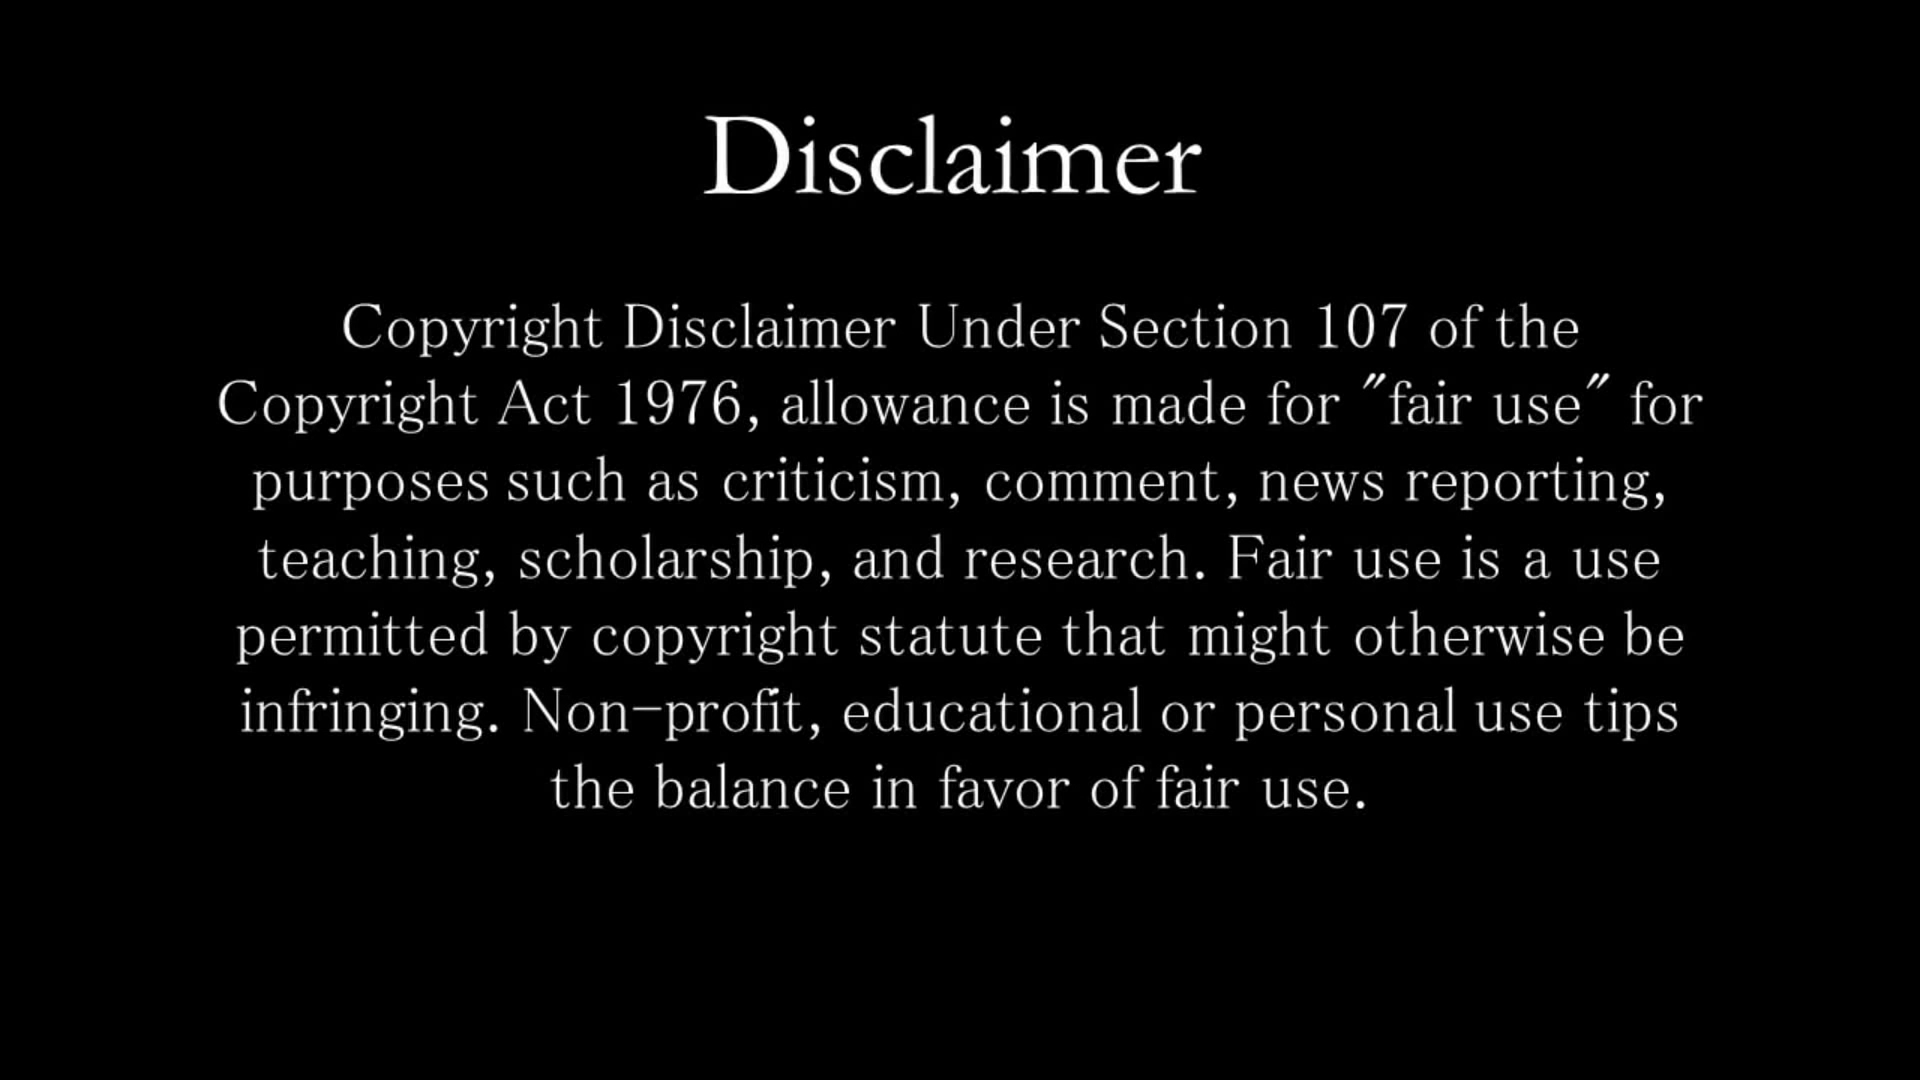 Disclaimer
Copyright Disclaimer Under Section 107 of the
Copyright Act 1976, allowance is made for "fair use" for
purposes such as criticism, comment, news reporting,
teaching, scholarship, and research. Fair use is a use
permitted by copyright statute that might otherwise be
infringing. Non-profit, educational or personal use tips
the balance in favor of fair use.